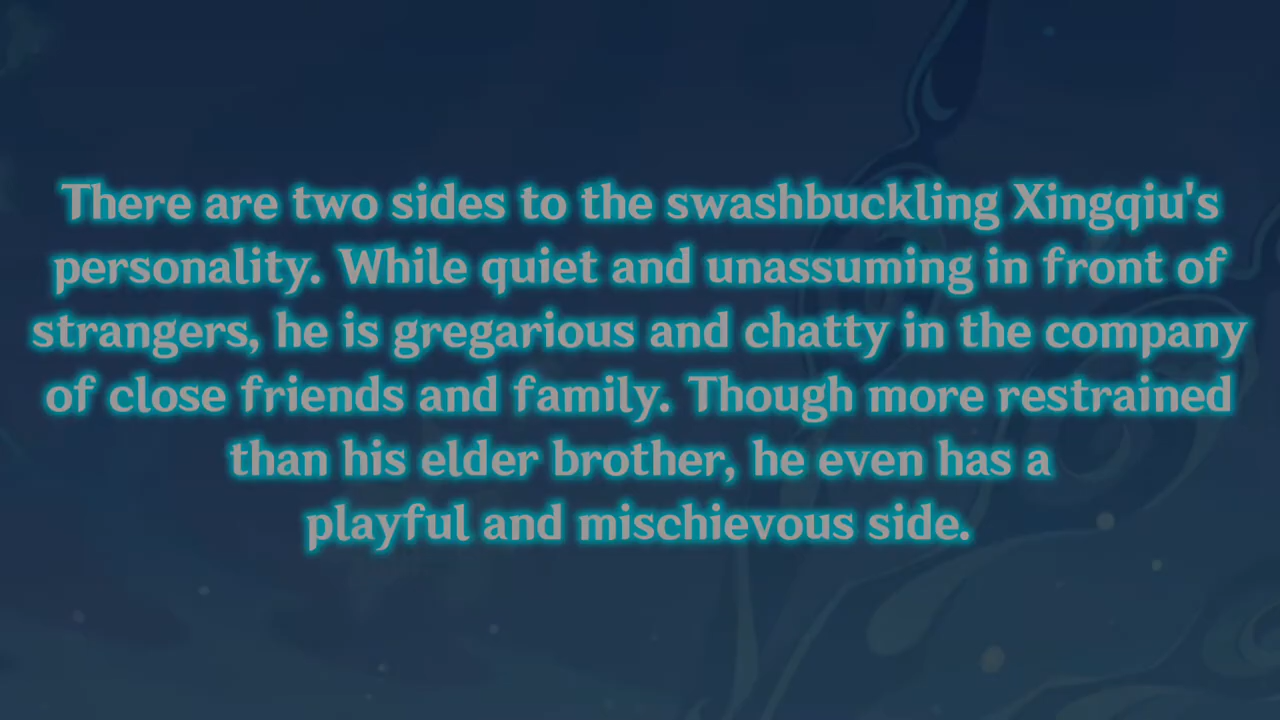 There are two sides to the swashbuckling Xingqiu's
personality. While quiet and unassuming in front of
strangers, he is gregarious and chatty in the company
of close friends and family. Though more restrained
than his elder brother, he even has a
playful and mischievous side.